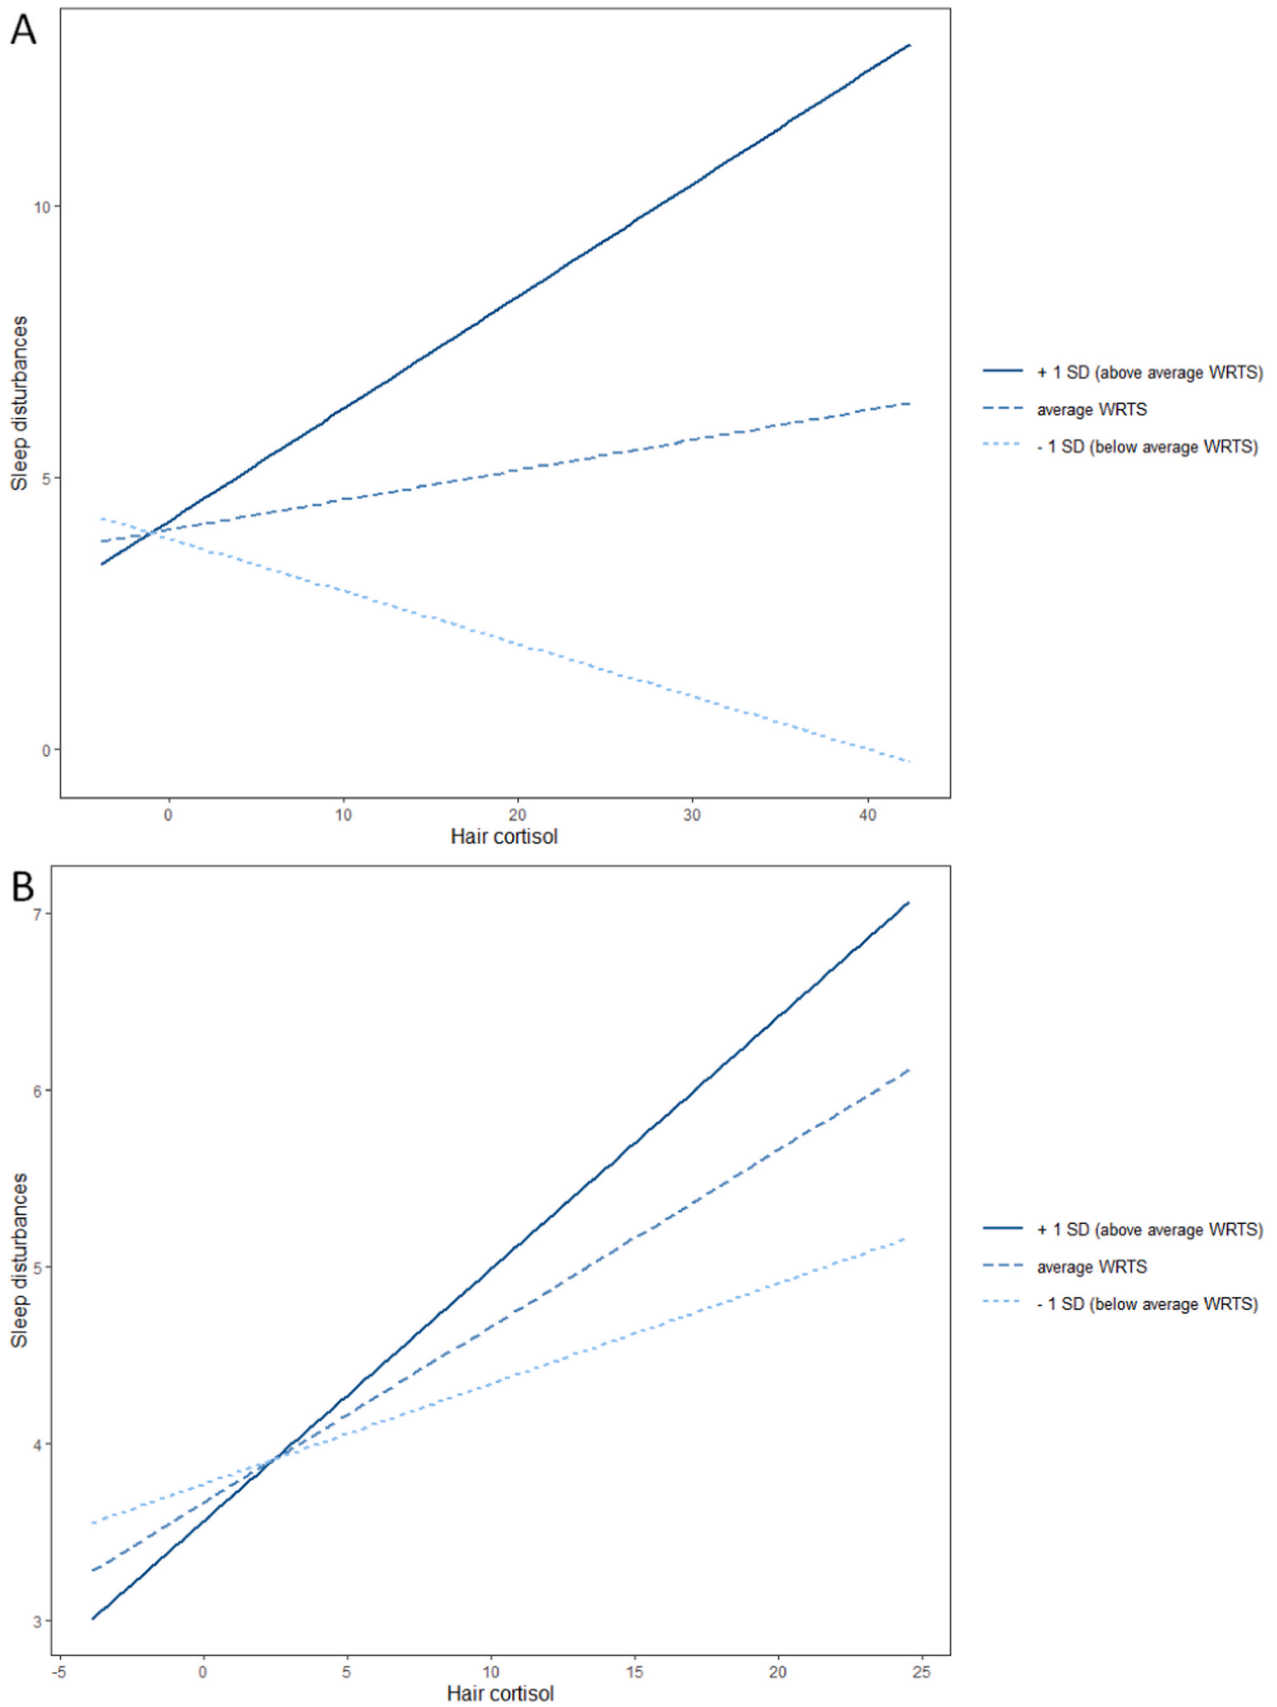 A
10
5
0
Sleep disturbances
0 10 20 30 40
Hair cortisol
+ 1 SD (above average WRTS)
average WRTS
- 1 SD (below average WRTS)
B
7
6
5
4
3
Sleep disturbances
-5 0 5 10 15 20 25
Hair cortisol
+ 1 SD (above average WRTS)
average WRTS
- 1 SD (below average WRTS)